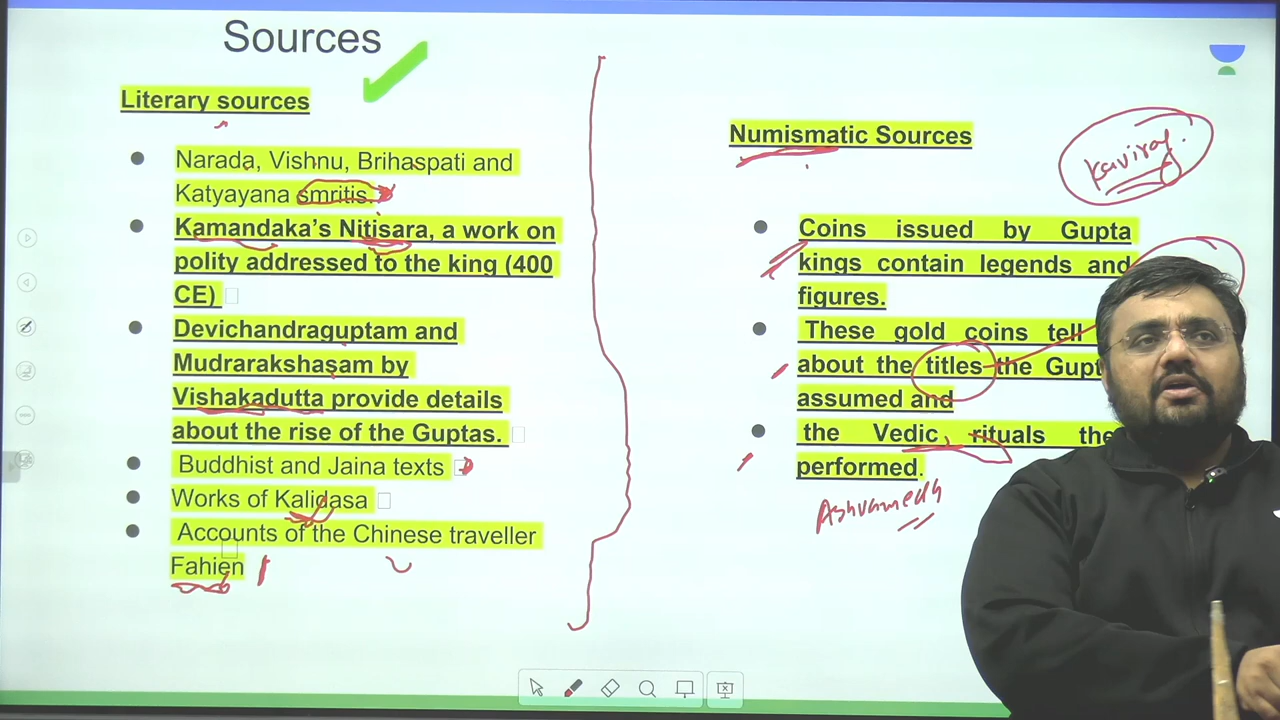 Sources
Literary sources
Narada, Vishnu, Brihaspati and
Katyayana smritis
Kamandaka's Nitisara, a work on
polity addressed to the king (400
CE)
Devichandraguptam and
Mudrarakshasam by
Vishakadutta provide details
about the rise of the Guptas.
Buddhist and Jaina texts
Works of Kalidasa
Accounts of the Chinese traveller
Fahien
Numismatic Sources
Kaviraj.
Coins issued by Gupta
kings contain legends and
figures.
These gold coins tell
about the titles the Gupt
assumed and
the Vedic rituals the
performed.
Ashvamedh